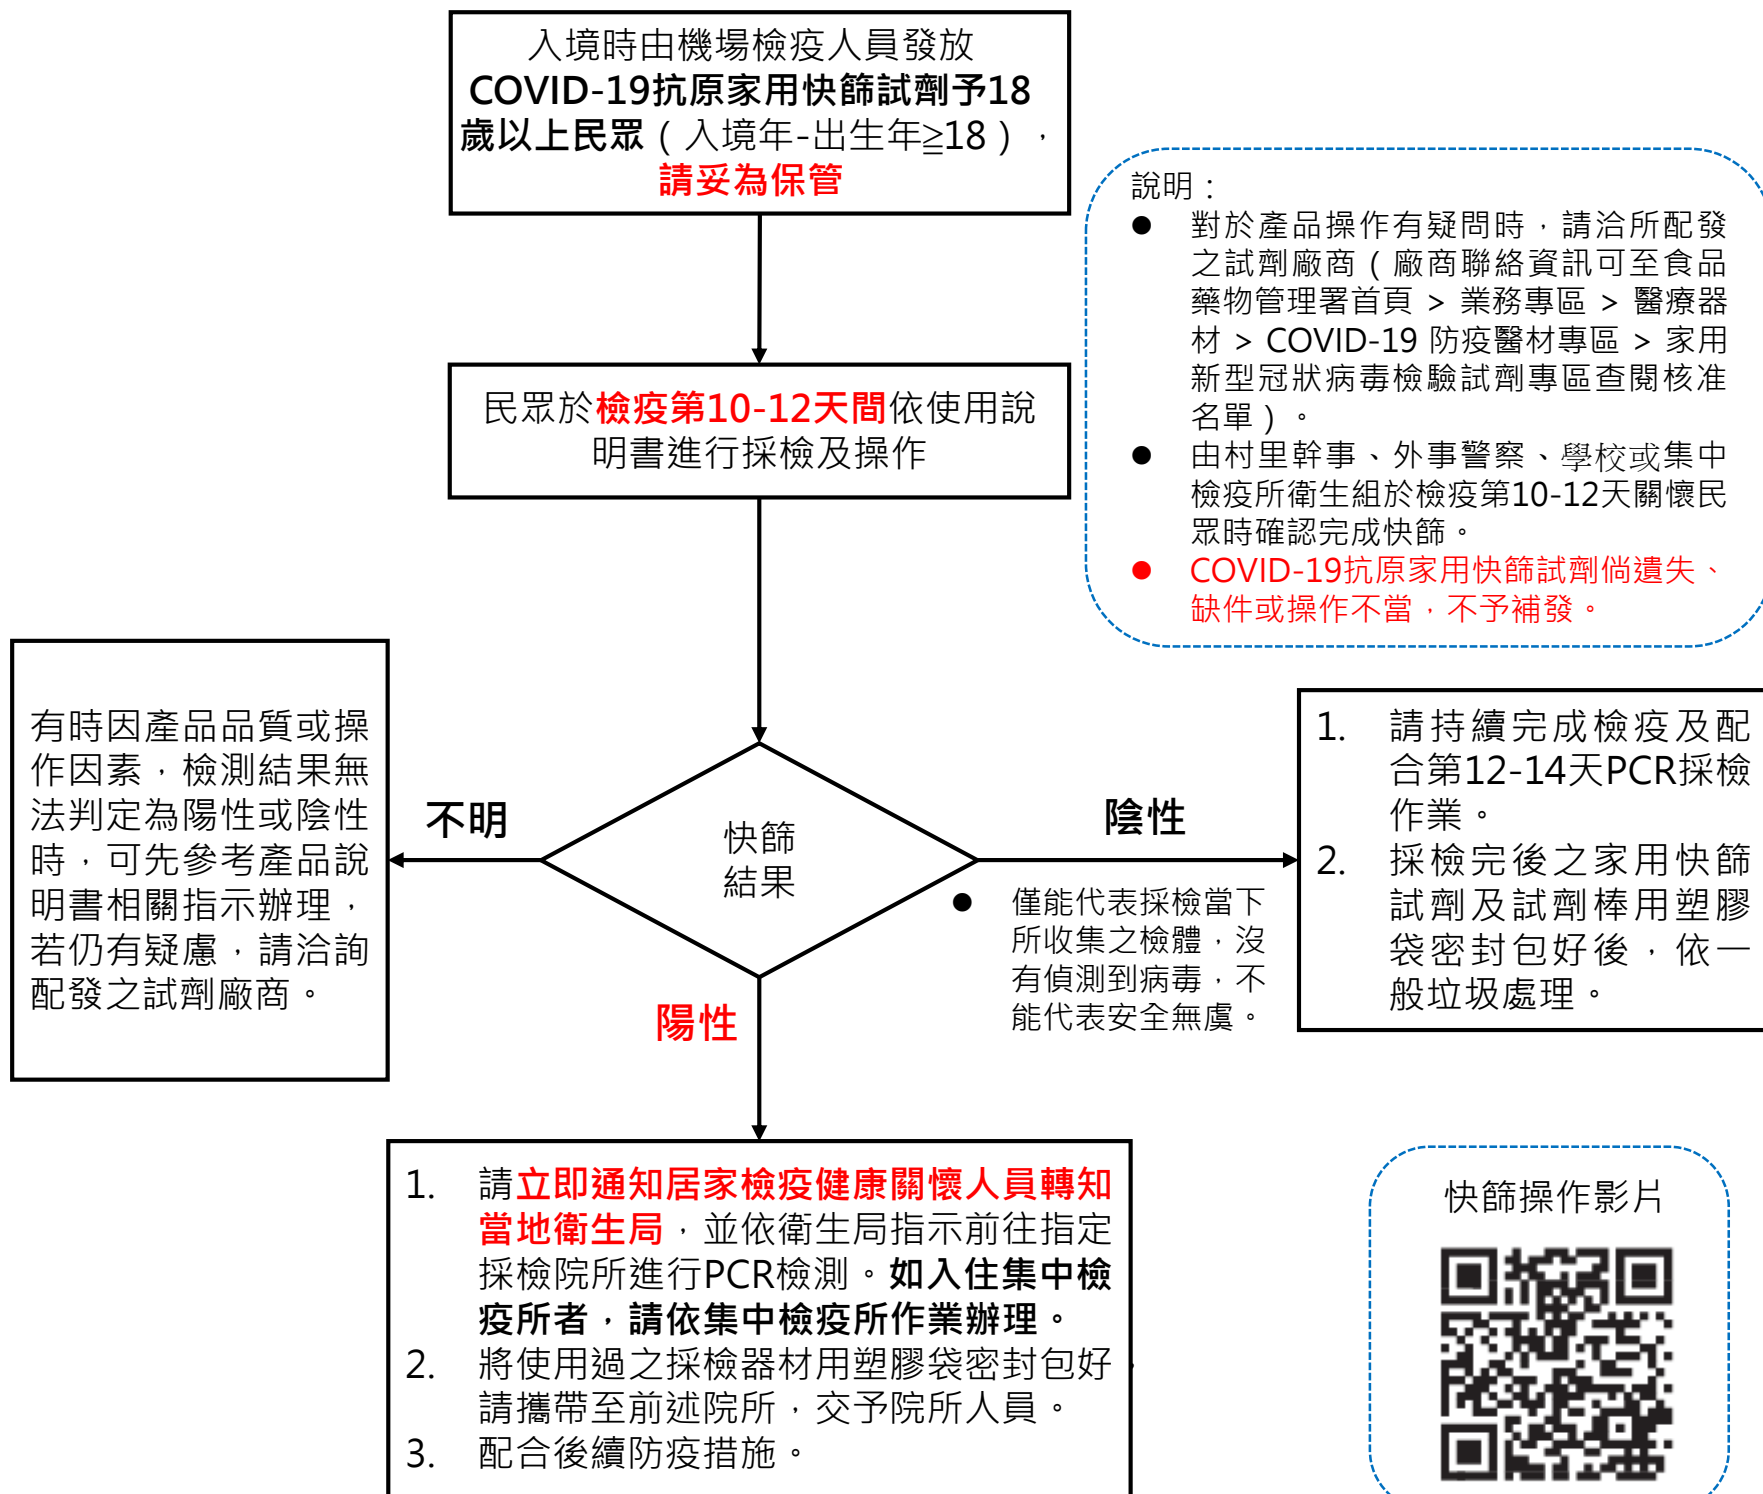 入境時由機場檢疫人員發放
COVID-19抗原家用快篩試劑予18
歲以上民眾（入境年-出生年≧18），
請妥為保管
說明：
● 對於產品操作有疑問時，請洽所配發
之試劑廠商（廠商聯絡資訊可至食品
藥物管理署首頁 > 業務專區 > 醫療器
材 > COVID-19 防疫醫材專區 > 家用
新型冠狀病毒檢驗試劑專區查閱核准
名單）。
● 由村里幹事、外事警察、學校或集中
檢疫所衛生組於檢疫第10-12天關懷民
眾時確認完成快篩。
● COVID-19抗原家用快篩試劑倘遺失、
缺件或操作不當，不予補發。
民眾於檢疫第10-12天間依使用說
明書進行採檢及操作
有時因產品品質或操
作因素，檢測結果無
法判定為陽性或陰性
時，可先參考產品說
明書相關指示辦理，
若仍有疑慮，請洽詢
配發之試劑廠商。
不明
快篩
結果
陰性
● 僅能代表採檢當下
所收集之檢體，沒
有偵測到病毒，不
能代表安全無虞。
1. 請持續完成檢疫及配
合第12-14天PCR採檢
作業。
2. 採檢完後之家用快篩
試劑及試劑棒用塑膠
袋密封包好後，依一
般垃圾處理。
陽性
1. 請立即通知居家檢疫健康關懷人員轉知
當地衛生局，並依衛生局指示前往指定
採檢院所進行PCR檢測。如入住集中檢
疫所者，請依集中檢疫所作業辦理。
2. 將使用過之採檢器材用塑膠袋密封包好，
請攜帶至前述院所，交予院所人員。
3. 配合後續防疫措施。
快篩操作影片